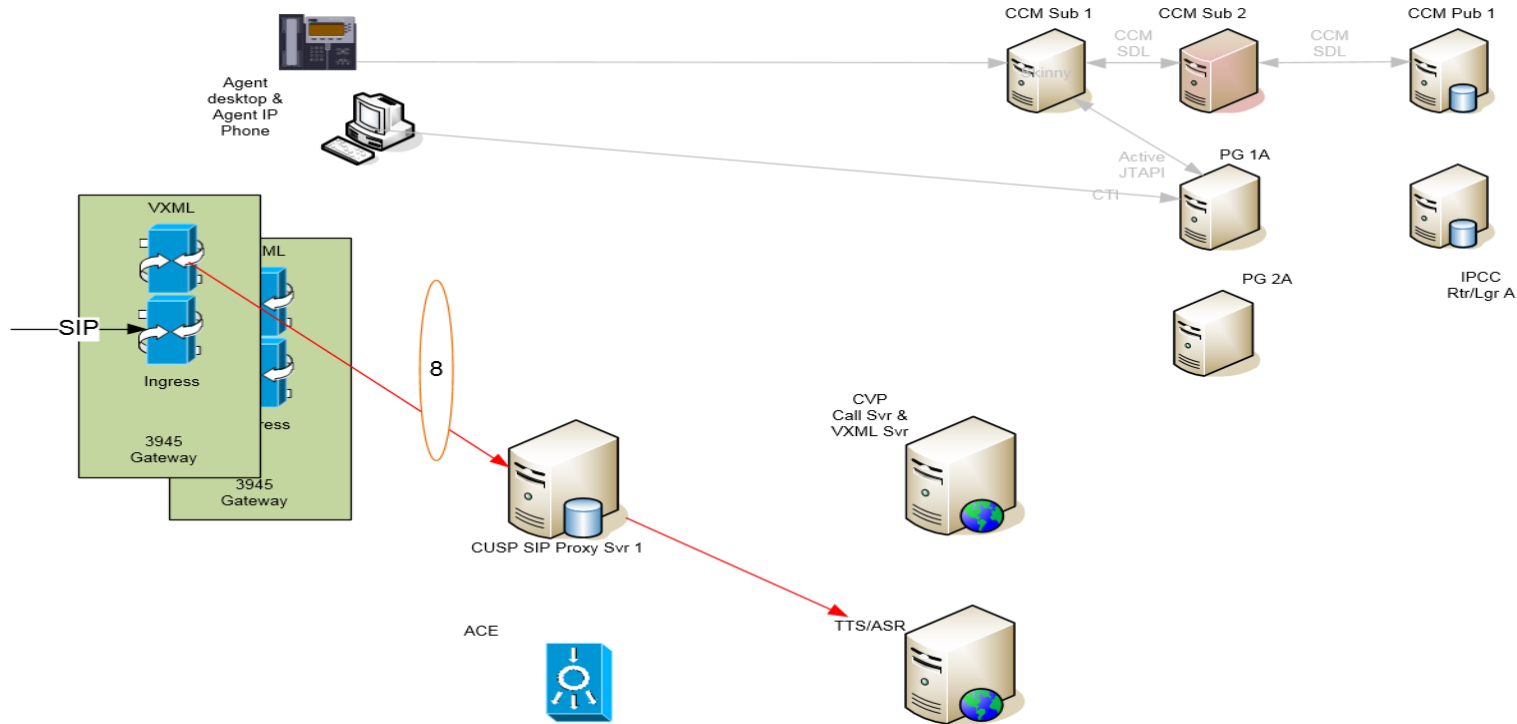 CCM Sub 1
CCM Sub 2
CCM Pub 1
CCM
SDL
CCM
SDL
Skinny
Agent
desktop &
Agent IP
Phone
Active
JTAPI
PG 1A
CTI
VXML
ML
PG 2A
IPCC
Rtr/Lgr A
SIP
8
Ingress
ress
CVP
Call Svr &
VXML Svr
3945
Gateway
3945
Gateway
CUSP SIP Proxy Svr 1
ACE
TTS/ASR